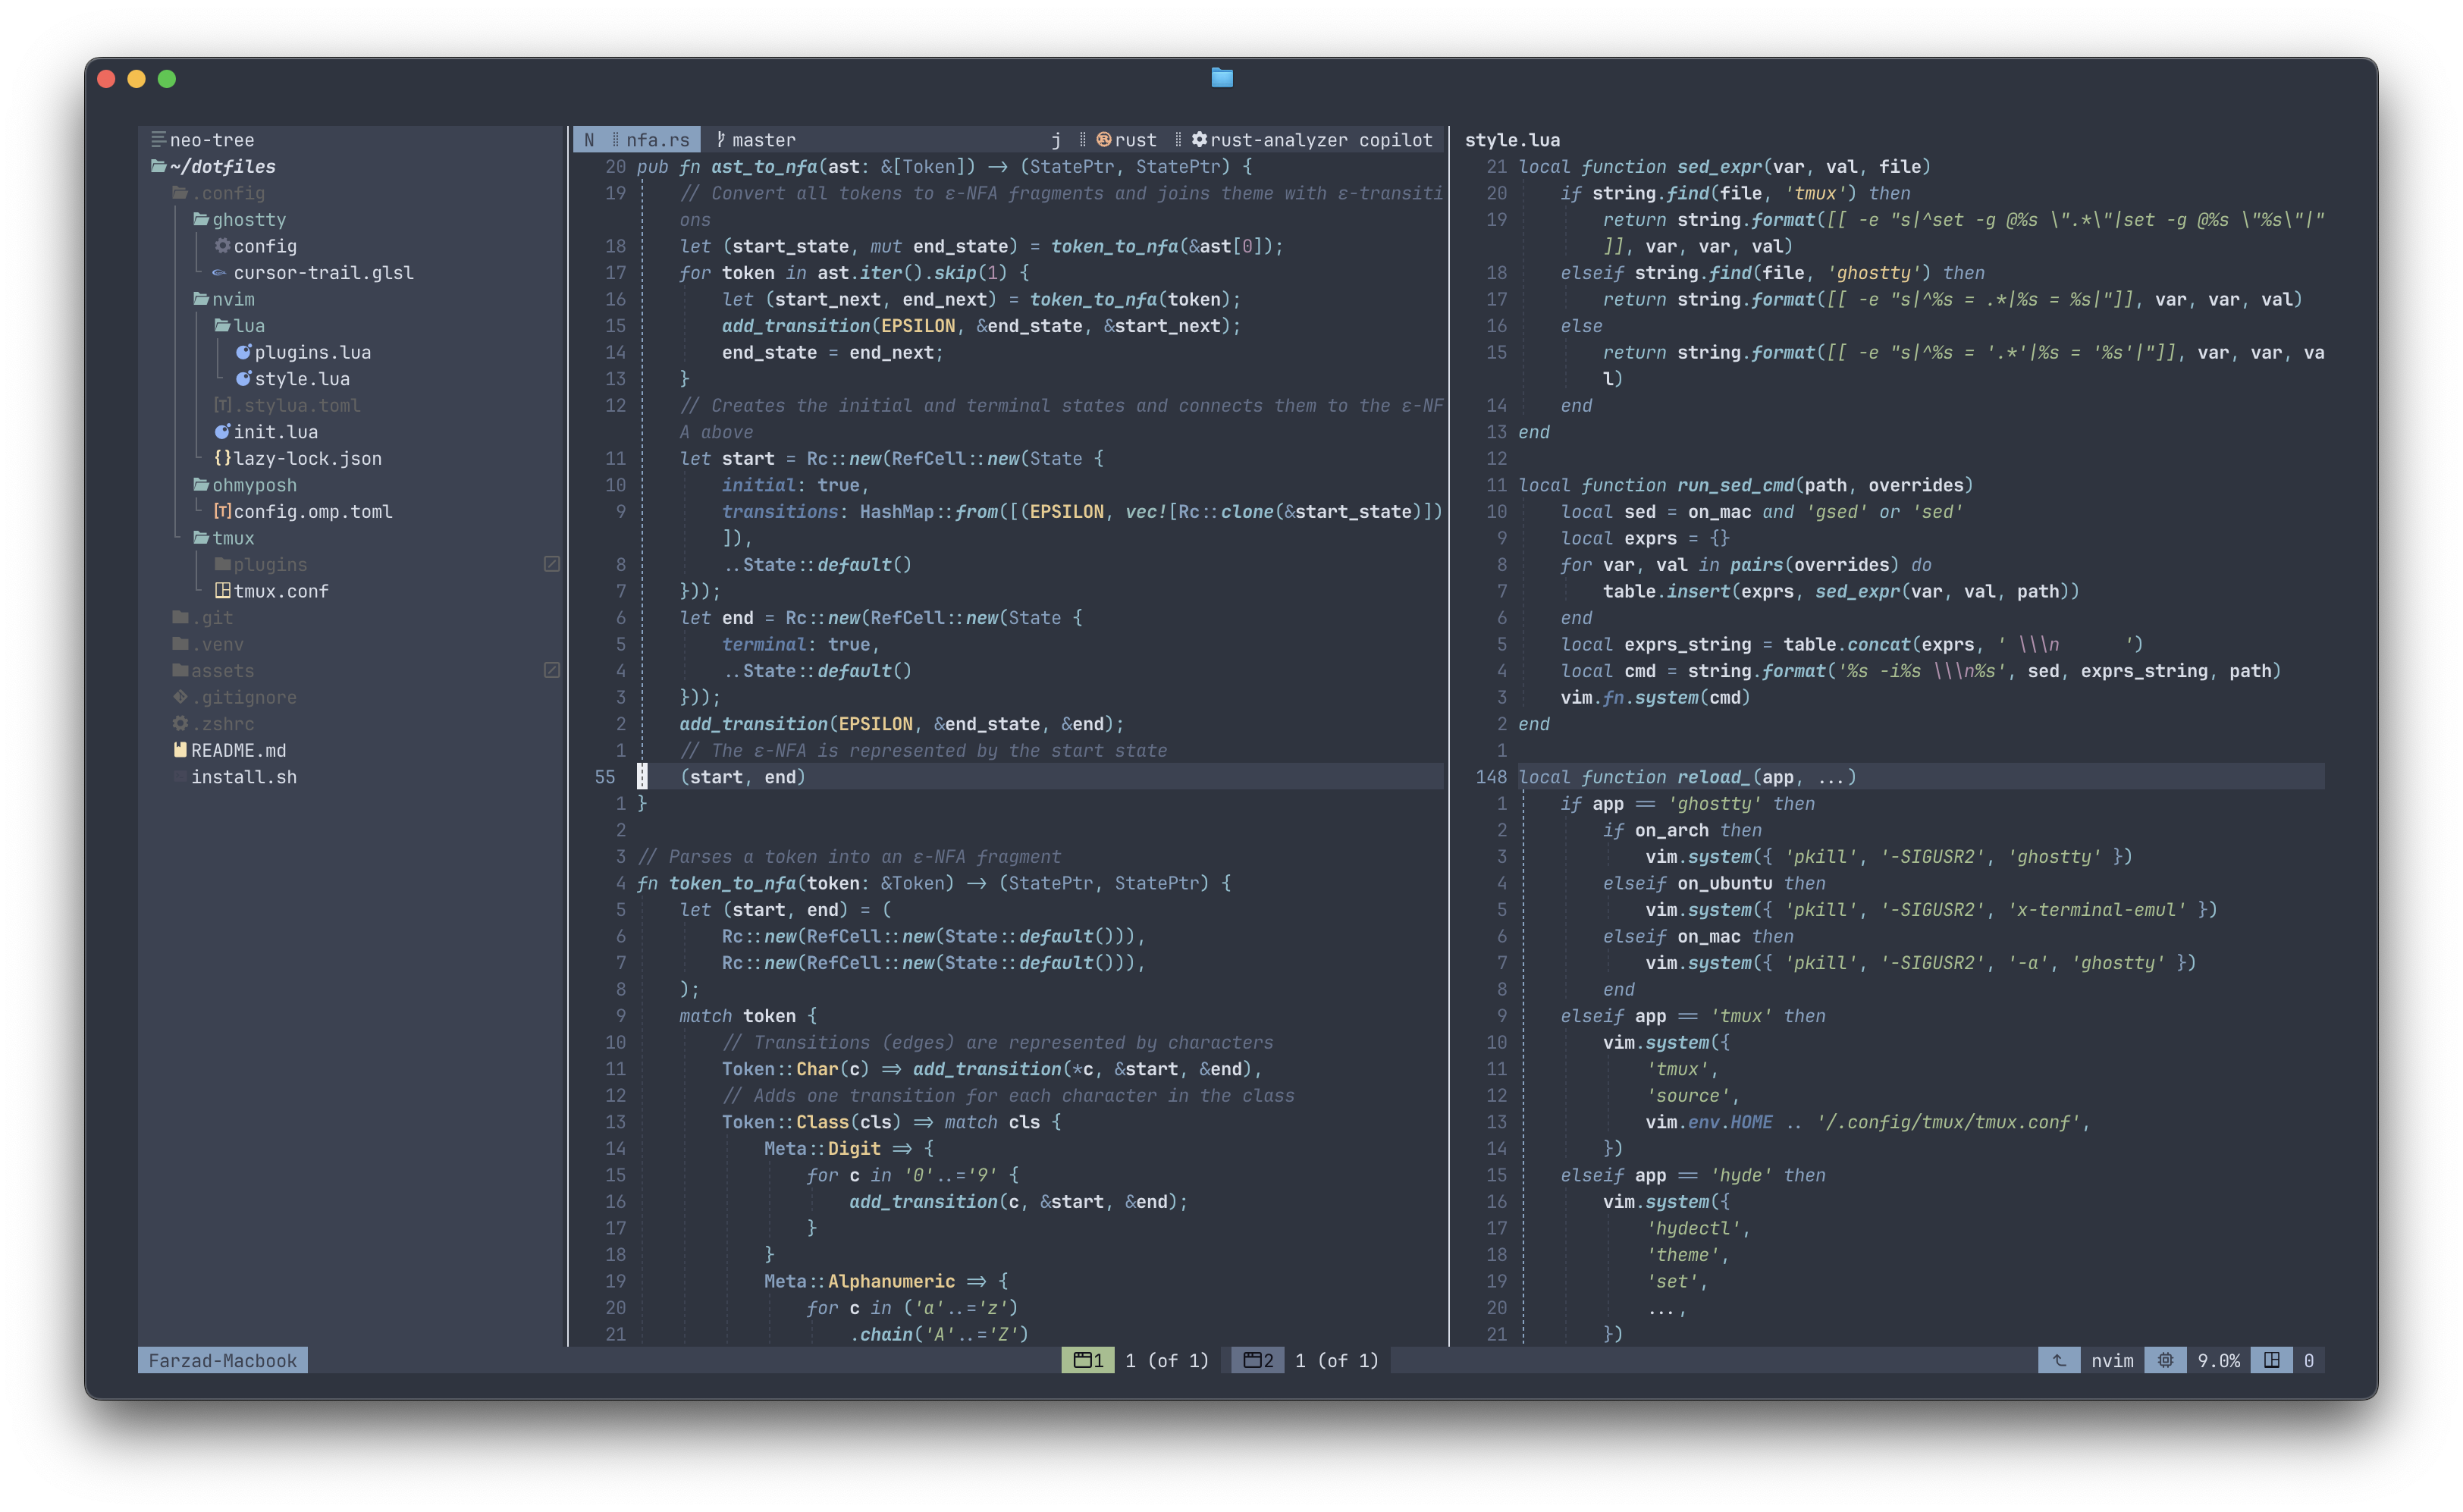 neo-tree
~/dotfiles
.config
ghostty
config
cursor-trail.glsl
nvim
lua
plugins.lua
style.lua
.stylua.toml
init.lua
lazy-lock.json
ohmyposh
config.omp.toml
tmux
plugins
tmux.conf
.git
.venv
assets
.gitignore
.zshrc
README.md
install.sh
N nfa.rs master j rust rust-analyzer copilot
20 pub fn ast_to_nfa(ast: &[Token]) -> (StatePtr, StatePtr) {
19 // Convert all tokens to ε-NFA fragments and joins theme with ε-transiti
ons
18 let (start_state, mut end_state) = token_to_nfa(&ast[0]);
17 for token in ast.iter().skip(1) {
16 let (start_next, end_next) = token_to_nfa(token);
15 add_transition(EPSILON, &end_state, &start_next);
14 end_state = end_next;
13 }
12 // Creates the initial and terminal states and connects them to the ε-NF
A above
11 let start = Rc::new(RefCell::new(State {
10 initial: true,
9 transitions: HashMap::from([(EPSILON, vec![Rc::clone(&start_state)])
]),
8 ..State::default()
7 }));
6 let end = Rc::new(RefCell::new(State {
5 terminal: true,
4 ..State::default()
3 }));
2 add_transition(EPSILON, &end_state, &end);
1 // The ε-NFA is represented by the start state
55 (start, end)
1 }
2
3 // Parses a token into an ε-NFA fragment
4 fn token_to_nfa(token: &Token) -> (StatePtr, StatePtr) {
5 let (start, end) = (
6 Rc::new(RefCell::new(State::default())),
7 Rc::new(RefCell::new(State::default())),
8 );
9 match token {
10 // Transitions (edges) are represented by characters
11 Token::Char(c) => add_transition(*c, &start, &end),
12 // Adds one transition for each character in the class
13 Token::Class(cls) => match cls {
14 Meta::Digit => {
15 for c in '0'..='9' {
16 add_transition(c, &start, &end);
17 }
18 }
19 Meta::Alphanumeric => {
20 for c in ('a'..='z')
21 .chain('A'..='Z')
style.lua
21 local function sed_expr(var, val, file)
20 if string.find(file, 'tmux') then
19 return string.format([[ -e "s|^set -g @%s \".*\"|set -g @%s \"%s\"|"
]], var, var, val)
18 elseif string.find(file, 'ghostty') then
17 return string.format([[ -e "s|^%s = .*|%s = %s|"]], var, var, val)
16 else
15 return string.format([[ -e "s|^%s = '.*'|%s = '%s'|"]], var, var, va
l)
14 end
13 end
12
11 local function run_sed_cmd(path, overrides)
10 local sed = on_mac and 'gsed' or 'sed'
9 local exprs = {}
8 for var, val in pairs(overrides) do
7 table.insert(exprs, sed_expr(var, val, path))
6 end
5 local exprs_string = table.concat(exprs, ' \\\n      ')
4 local cmd = string.format('%s -i%s \\\n%s', sed, exprs_string, path)
3 vim.fn.system(cmd)
2 end
1
148 local function reload_(app, ...)
1 if app == 'ghostty' then
2 if on_arch then
3 vim.system({ 'pkill', '-SIGUSR2', 'ghostty' })
4 elseif on_ubuntu then
5 vim.system({ 'pkill', '-SIGUSR2', 'x-terminal-emul' })
6 elseif on_mac then
7 vim.system({ 'pkill', '-SIGUSR2', '-a', 'ghostty' })
8 end
9 elseif app == 'tmux' then
10 vim.system({
11 'tmux',
12 'source',
13 vim.env.HOME .. '/.config/tmux/tmux.conf',
14 })
15 elseif app == 'hyde' then
16 vim.system({
17 'hydectl',
18 'theme',
19 'set',
20 ...,
21 })
Farzad-Macbook 1 1 (of 1) 2 1 (of 1) nvim 9.0% 0